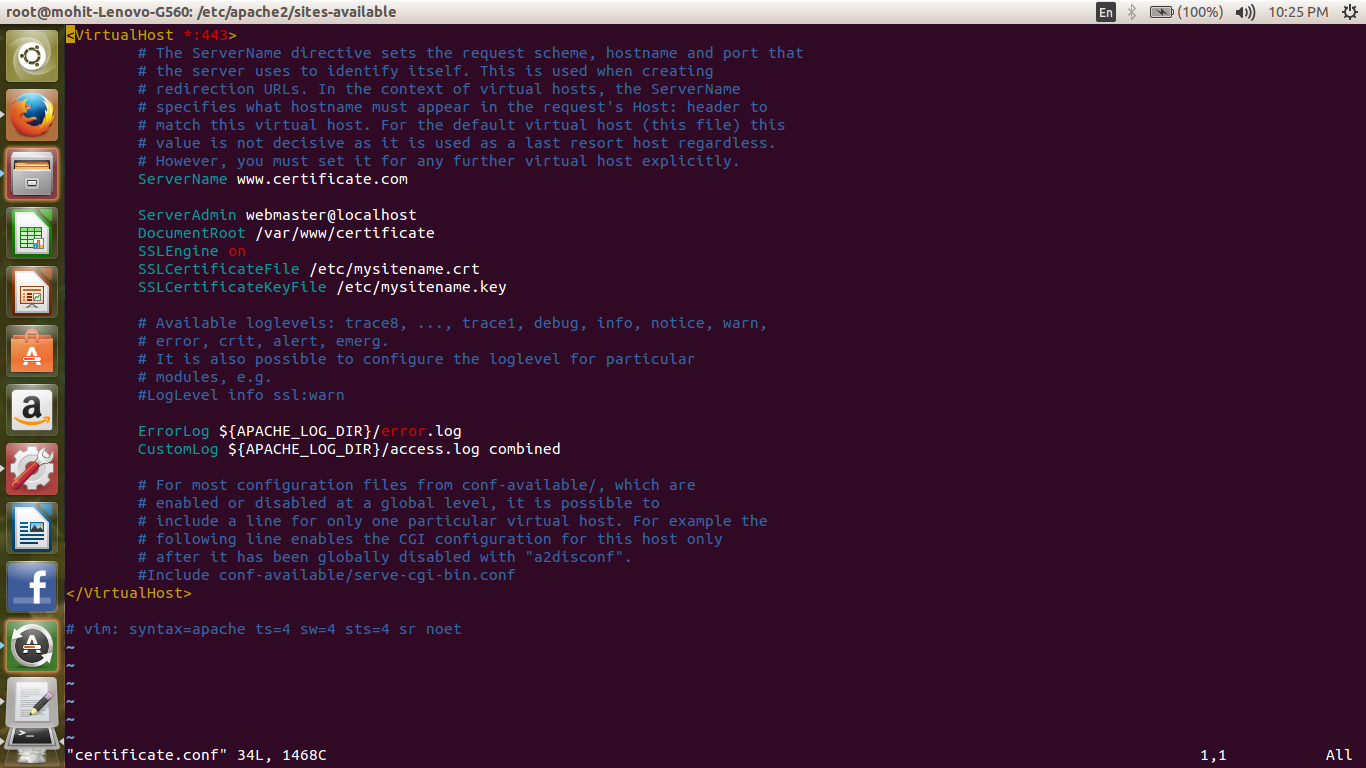 root@mohit-Lenovo-G560: /etc/apache2/sites-available
En
(100%)
10:25 PM
<VirtualHost *:443>
# The ServerName directive sets the request scheme, hostname and port that
# the server uses to identify itself. This is used when creating
# redirection URLs. In the context of virtual hosts, the ServerName
# specifies what hostname must appear in the request's Host: header to
# match this virtual host. For the default virtual host (this file) this
# value is not decisive as it is used as a last resort host regardless.
# However, you must set it for any further virtual host explicitly.
ServerName www.certificate.com
ServerAdmin webmaster@localhost
DocumentRoot /var/www/certificate
SSLEngine on
SSLCertificateFile /etc/mysitename.crt
SSLCertificateKeyFile /etc/mysitename.key
# Available loglevels: trace8, ..., trace1, debug, info, notice, warn,
# error, crit, alert, emerg.
# It is also possible to configure the loglevel for particular
# modules, e.g.
#LogLevel info ssl:warn
ErrorLog ${APACHE_LOG_DIR}/error.log
CustomLog ${APACHE_LOG_DIR}/access.log combined
# For most configuration files from conf-available/, which are
# enabled or disabled at a global level, it is possible to
# include a line for only one particular virtual host. For example the
# following line enables the CGI configuration for this host only
# after it has been globally disabled with "a2disconf".
#Include conf-available/serve-cgi-bin.conf
</VirtualHost>
# vim: syntax=apache ts=4 sw=4 sts=4 sr noet
~
~
~
~
~
~
"certificate.conf" 34L, 1468C
1,1
All